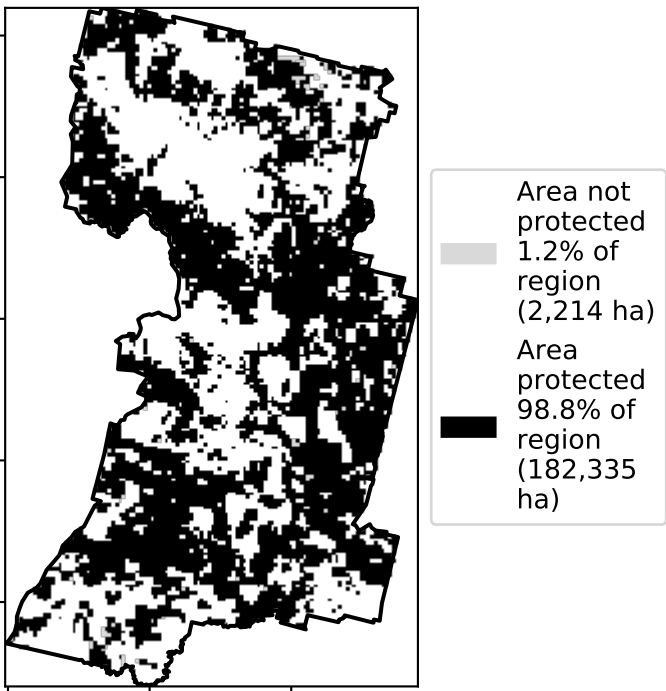 Area not
protected
1.2% of
region
(2,214 ha)
Area
protected
98.8% of
region
(182,335
ha)